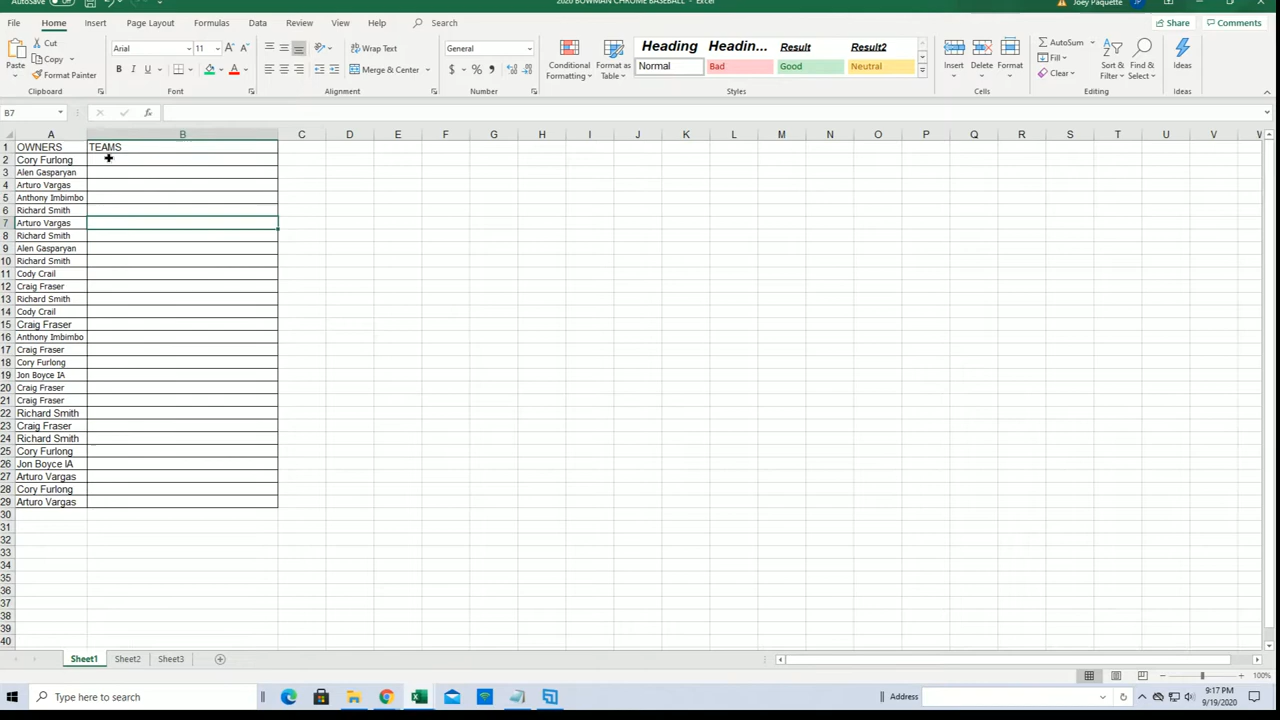 AutoSave
2020 BOWMAN CHROME BASEBALL - Excel
Joey Paquette JP
File Home Insert Page Layout Formulas Data Review View Help Search Share Comments
Paste Cut Copy Format Painter
Arial 11
B I U
Wrap Text
Merge & Center
General
$ % ,
Conditional Formatting Format as Table
Heading Headin... Result Result2
Normal Bad Good Neutral
Insert Delete Format
AutoSum Fill Clear
Sort & Filter Find & Select
Ideas
Clipboard Font Alignment Number Styles Cells Editing Ideas
B7 fx
A B C D E F G H I J K L M N O P Q R S T U V W
1 OWNERS TEAMS
2 Cory Furlong
3 Alen Gasparyan
4 Arturo Vargas
5 Anthony Imbimbo
6 Richard Smith
7 Arturo Vargas
8 Richard Smith
9 Alen Gasparyan
10 Richard Smith
11 Cody Crail
12 Craig Fraser
13 Richard Smith
14 Cody Crail
15 Craig Fraser
16 Anthony Imbimbo
17 Craig Fraser
18 Cory Furlong
19 Jon Boyce IA
20 Craig Fraser
21 Craig Fraser
22 Richard Smith
23 Craig Fraser
24 Richard Smith
25 Cory Furlong
26 Jon Boyce IA
27 Arturo Vargas
28 Cory Furlong
29 Arturo Vargas
30
31
32
33
34
35
36
37
38
39
40
Sheet1 Sheet2 Sheet3
100%
Type here to search
Address
9:17 PM
9/19/2020